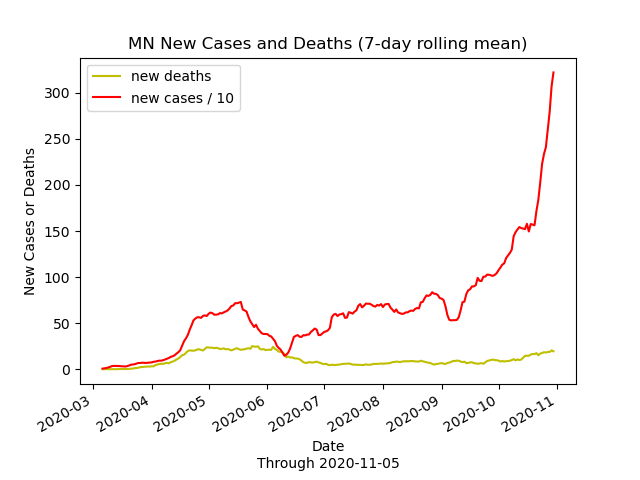 MN New Cases and Deaths (7-day rolling mean)
new deaths
new cases / 10
New Cases or Deaths
300
250
200
150
100
50
0
2020-03
2020-04
2020-05
2020-06
2020-07
2020-08
2020-09
2020-10
2020-11
Date
Through 2020-11-05